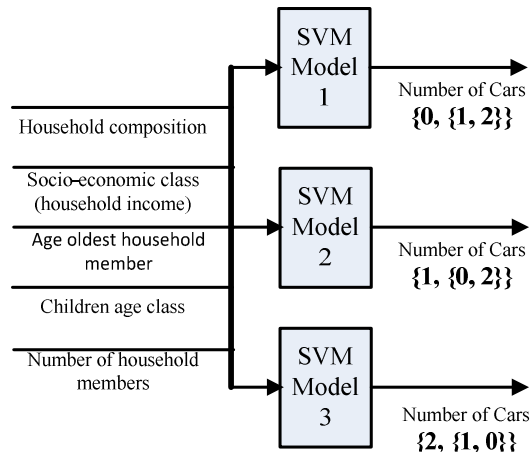 Household composition
Socio-economic class
(household income)
Age oldest household
member
Children age class
Number of household
members
SVM
Model
1
Number of Cars
{0, {1, 2}}
SVM
Model
2
Number of Cars
{1, {0, 2}}
SVM
Model
3
Number of Cars
{2, {1, 0}}